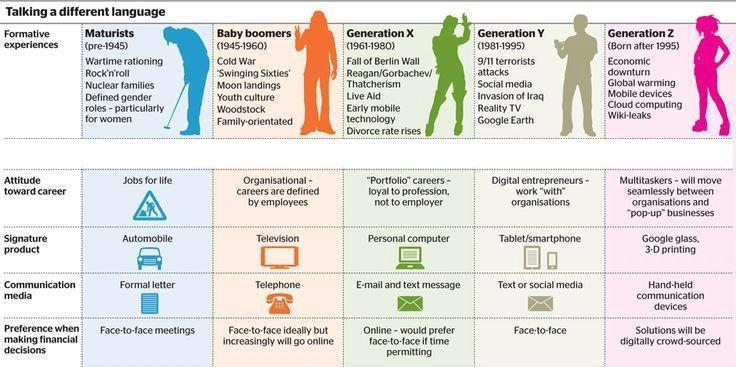 Talking a different language
Formative
experiences
Maturists
(pre-1945)
Wartime rationing
Rock'n'roll
Nuclear families
Defined gender
roles – particularly
for women
Baby boomers
(1945-1960)
Cold War
‘Swinging Sixties’
Moon landings
Youth culture
Woodstock
Family-orientated
Generation X
(1961-1980)
Fall of Berlin Wall
Reagan/Gorbachev/
Thatcherism
Live Aid
Early mobile
technology
Divorce rate rises
Generation Y
(1981-1995)
9/11 terrorists
attacks
Social media
Invasion of Iraq
Reality TV
Google Earth
Generation Z
(Born after 1995)
Economic
downturn
Global warming
Mobile devices
Cloud computing
Wiki-leaks
Attitude
toward career
Jobs for life
Organisational –
careers are defined
by employees
“Portfolio” careers –
loyal to profession,
not to employer
Digital entrepreneurs –
work “with”
organisations
Multitaskers – will move
seamlessly between
organisations and
“pop-up” businesses
Signature
product
Automobile
Television
Personal computer
Tablet/smartphone
Google glass,
3-D printing
Communication
media
Formal letter
Telephone
E-mail and text message
Text or social media
Hand-held
communication
devices
Preference when
making financial
decisions
Face-to-face meetings
Face-to-face ideally but
increasingly will go online
Online – would prefer
face-to-face if time
permitting
Face-to-face
Solutions will be
digitally crowd-sourced